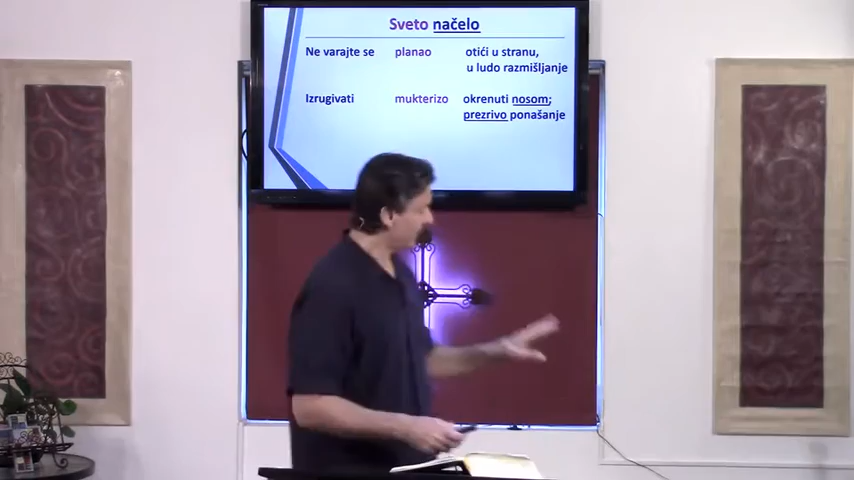 Sveto načelo
Ne varajte se planao otići u stranu,
u ludo razmišljanje
Izrugivati mukterizo okrenuti nosom;
prezrivo ponašanje